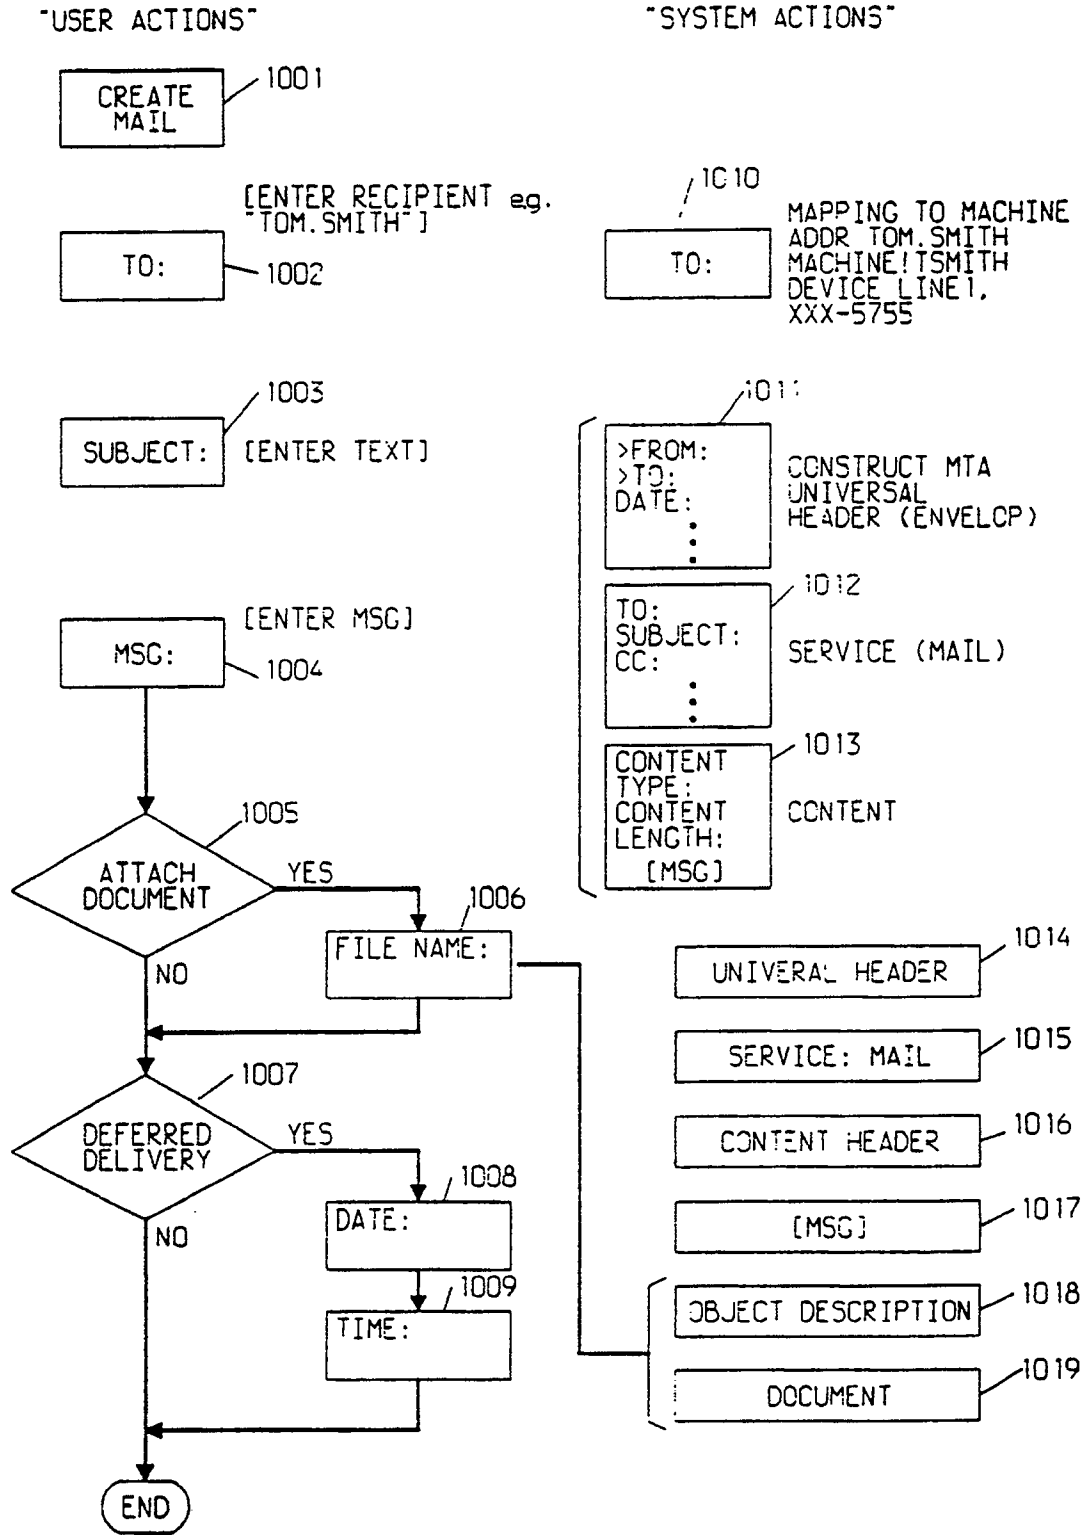 "USER ACTIONS"
"SYSTEM ACTIONS"
1001
CREATE
MAIL
[ENTER RECIPIENT e.g.
"TOM.SMITH"]
TO:
1002
1010
TO:
MAPPING TO MACHINE
ADDR TOM.SMITH
MACHINE!TSMITH
DEVICE LINE1,
XXX-5755
1003
SUBJECT:
[ENTER TEXT]
1011
>FROM:
>TO:
DATE:
CONSTRUCT MTA
UNIVERSAL
HEADER (ENVELOP)
[ENTER MSG]
MSG:
1004
1012
TO:
SUBJECT:
CC:
SERVICE (MAIL)
1013
CONTENT
TYPE:
CONTENT
LENGTH:
[MSG]
CONTENT
1005
ATTACH
DOCUMENT
YES
NO
1006
FILE NAME:
1014
UNIVERAL HEADER
1015
SERVICE: MAIL
1007
DEFERRED
DELIVERY
YES
NO
1016
CONTENT HEADER
1008
DATE:
1017
[MSG]
1009
TIME:
1018
OBJECT DESCRIPTION
1019
DOCUMENT
END